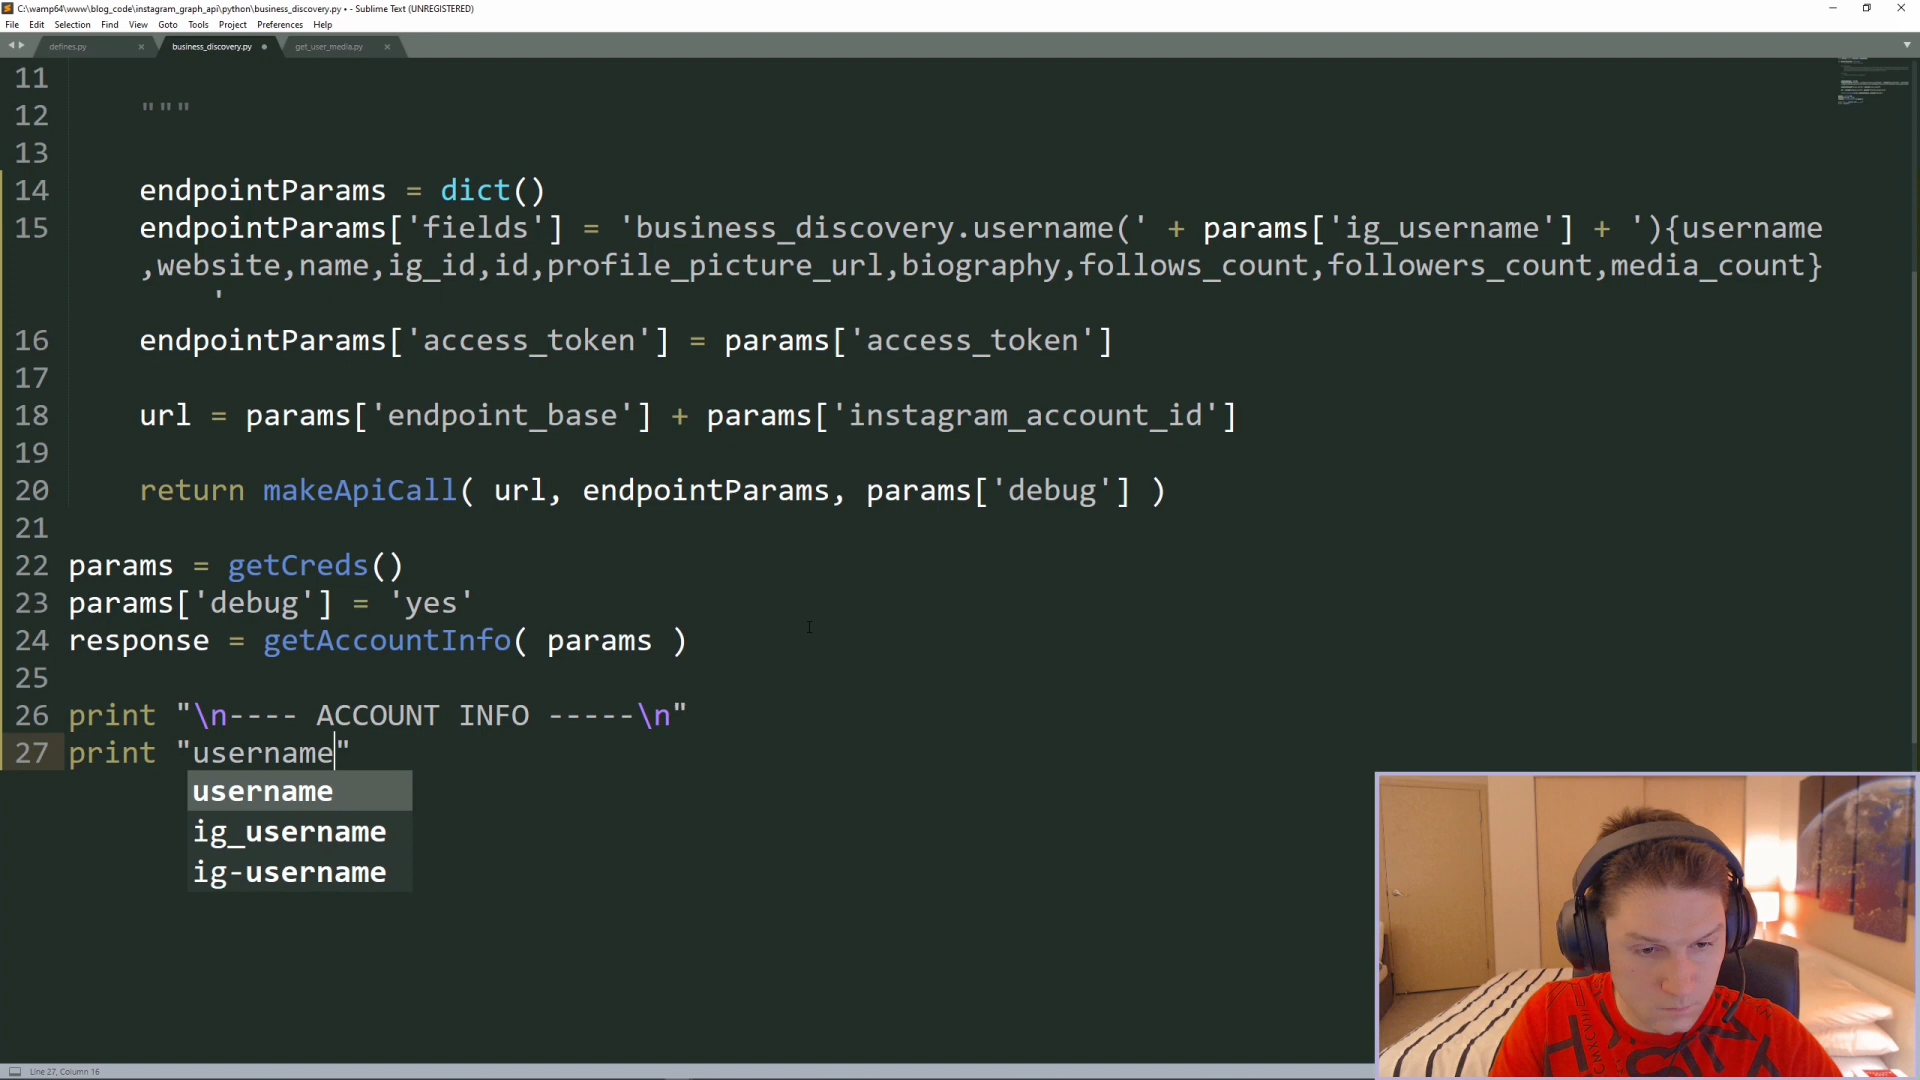 C:\wamp64\www\blog_code\instagram_graph_api\python\business_discovery.py • - Sublime Text (UNREGISTERED)
File Edit Selection Find View Goto Tools Project Preferences Help
defines.py business_discovery.py get_user_media.py
11
12 """
13
14 endpointParams = dict()
15 endpointParams['fields'] = 'business_discovery.username(' + params['ig_username'] + '){username
,website,name,ig_id,id,profile_picture_url,biography,follows_count,followers_count,media_count}
'
16 endpointParams['access_token'] = params['access_token']
17
18 url = params['endpoint_base'] + params['instagram_account_id']
19
20 return makeApiCall( url, endpointParams, params['debug'] )
21
22 params = getCreds()
23 params['debug'] = 'yes'
24 response = getAccountInfo( params )
25
26 print "\n---- ACCOUNT INFO -----\n"
27 print "username"
username
ig_username
ig-username
Line 27, Column 16